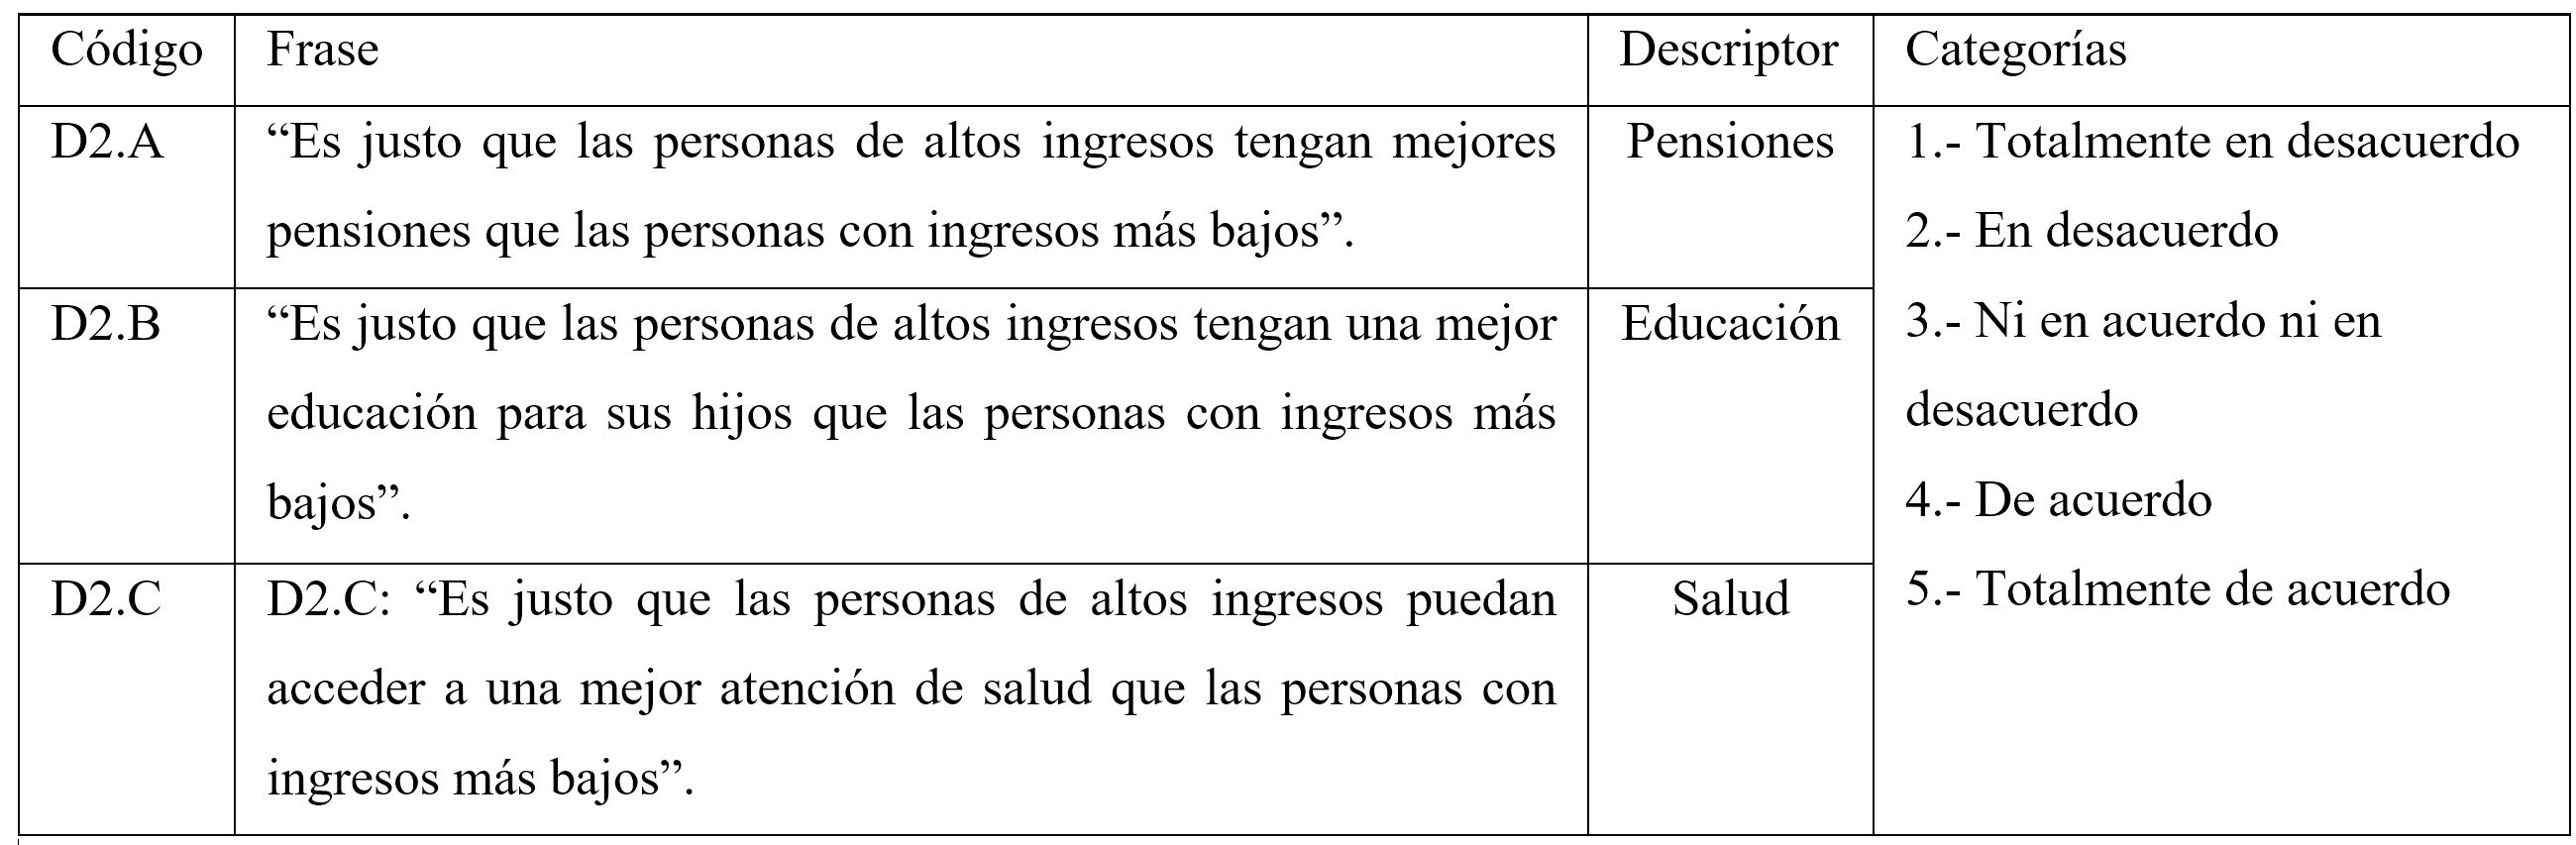 Código Frase Descriptor Categorías
D2.A “Es justo que las personas de altos ingresos tengan mejores
pensiones que las personas con ingresos más bajos”.
Pensiones
D2.B “Es justo que las personas de altos ingresos tengan una mejor
educación para sus hijos que las personas con ingresos más
bajos”.
Educación
D2.C D2.C: “Es justo que las personas de altos ingresos puedan
acceder a una mejor atención de salud que las personas con
ingresos más bajos”.
Salud
1.- Totalmente en desacuerdo
2.- En desacuerdo
3.- Ni en acuerdo ni en
desacuerdo
4.- De acuerdo
5.- Totalmente de acuerdo